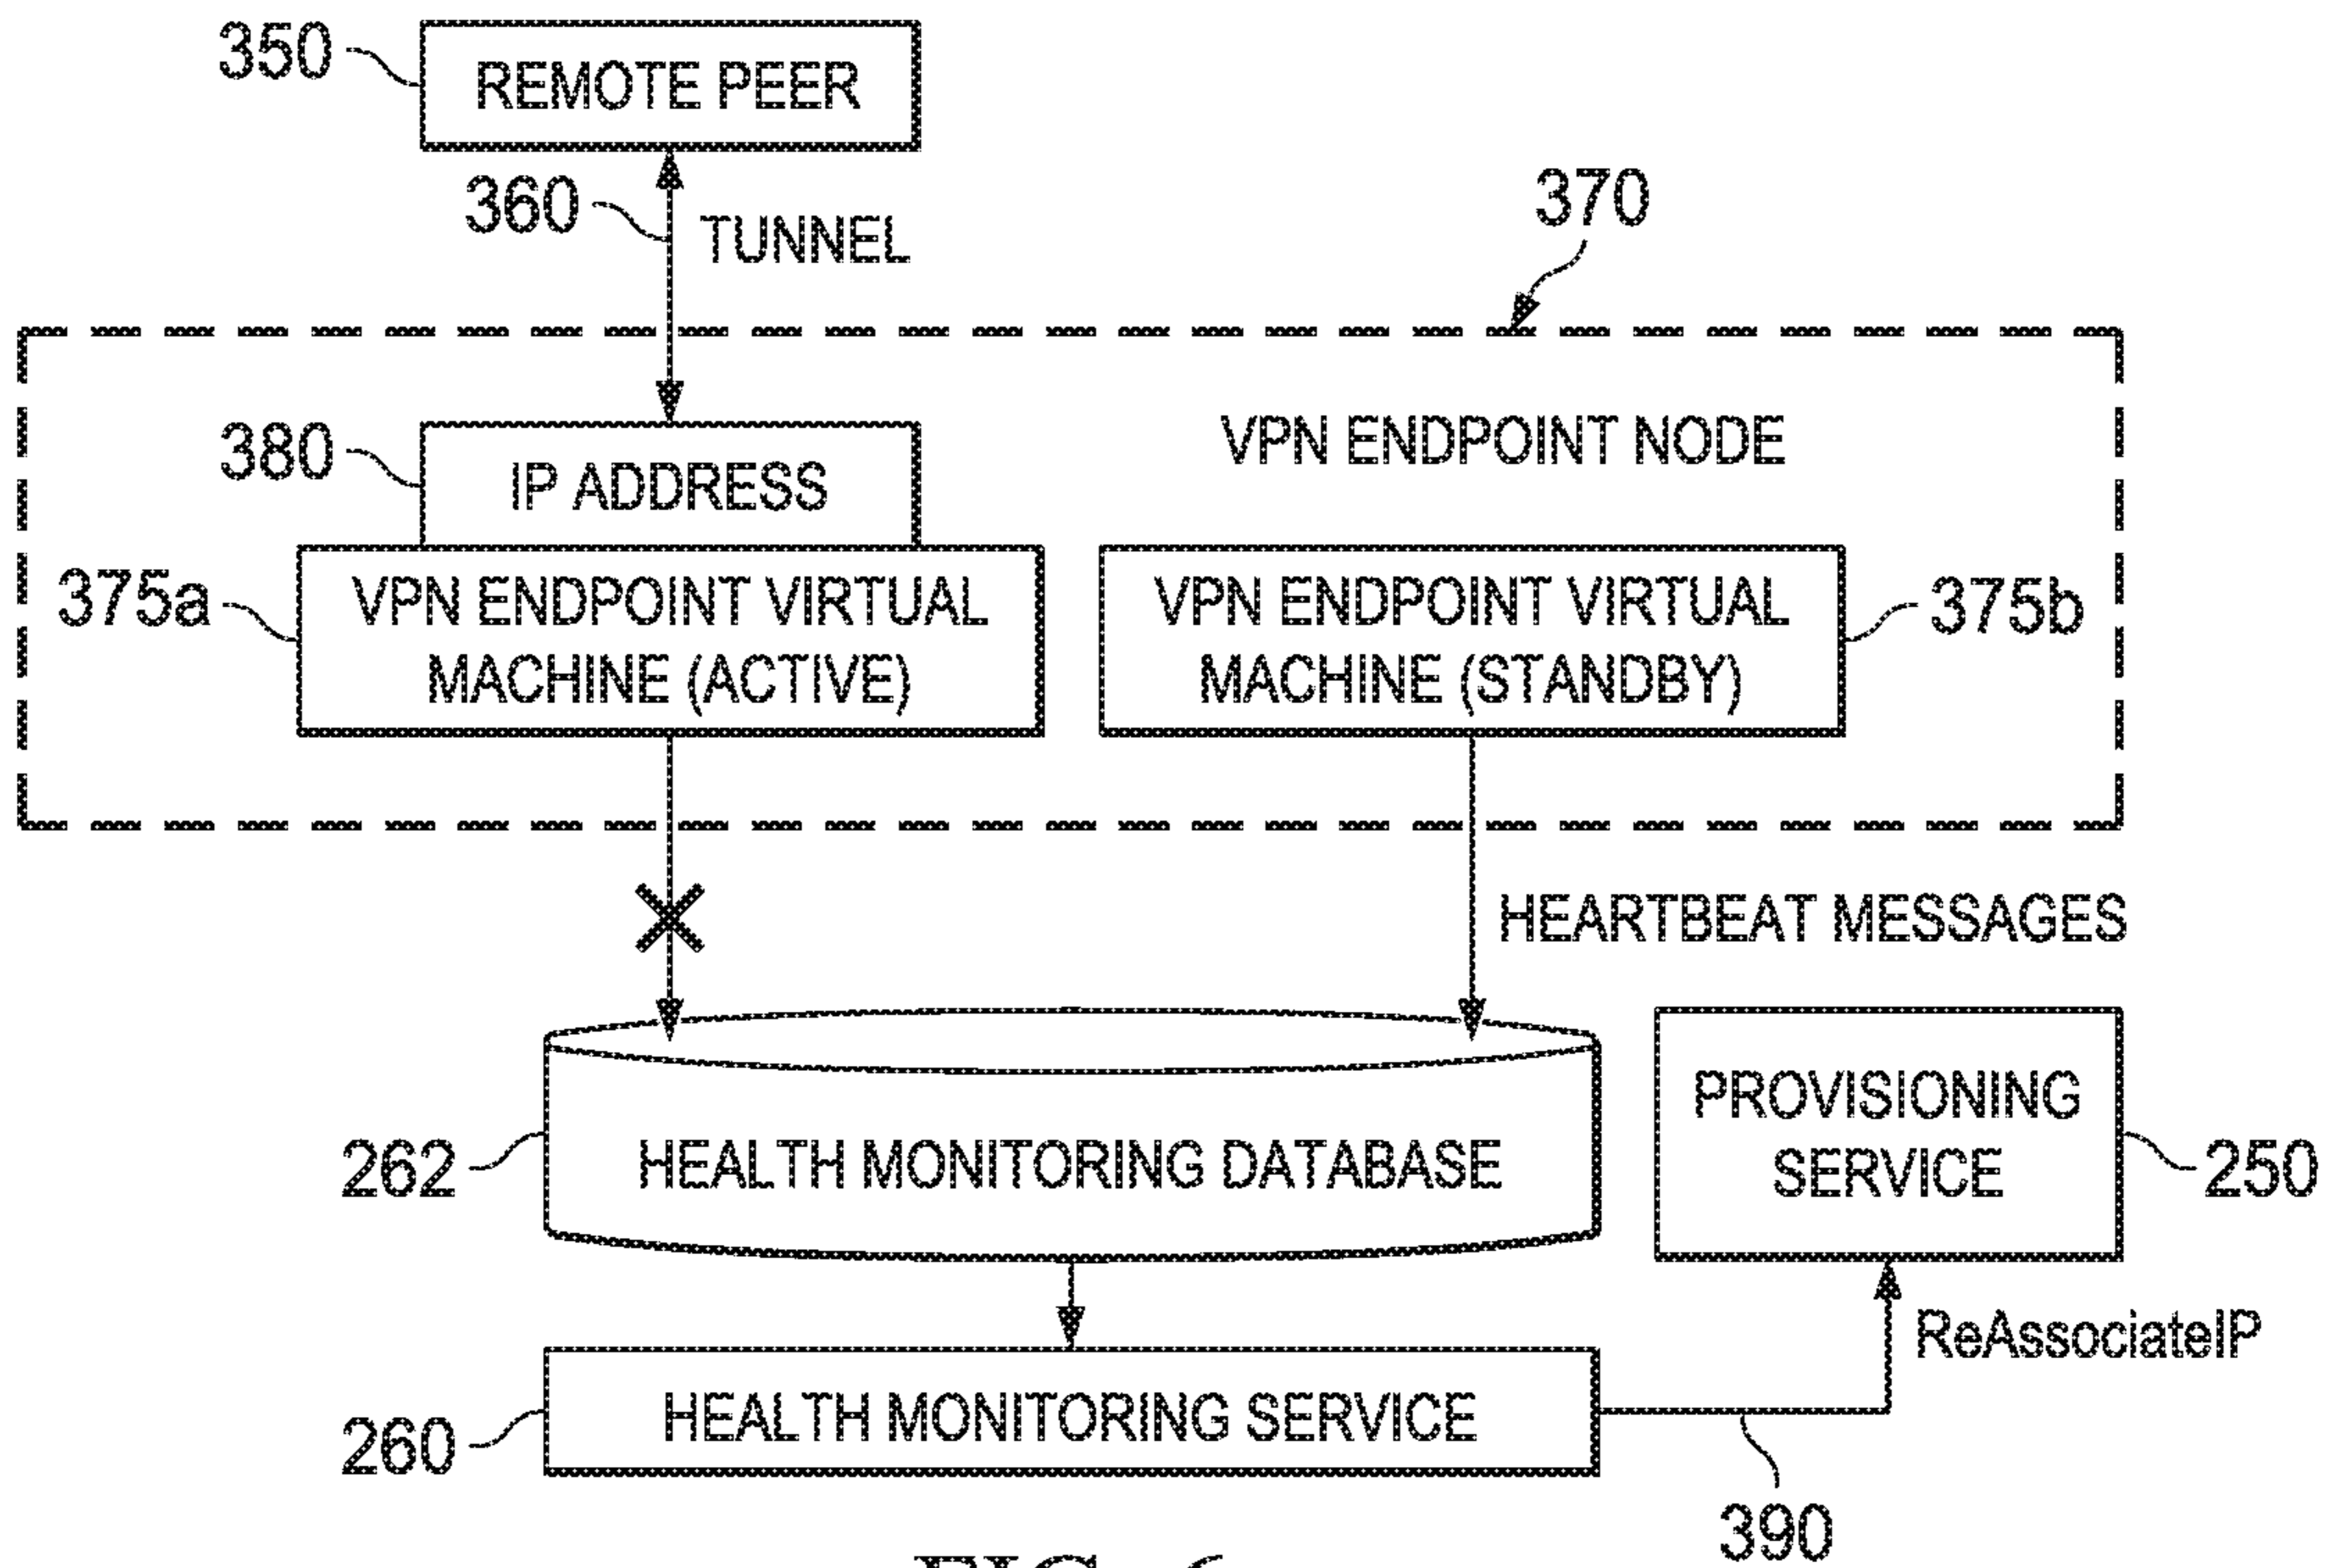 350
REMOTE PEER
360
TUNNEL
370
380
IP ADDRESS
VPN ENDPOINT NODE
375a
VPN ENDPOINT VIRTUAL
MACHINE (ACTIVE)
VPN ENDPOINT VIRTUAL
MACHINE (STANDBY)
375b
HEARTBEAT MESSAGES
262
HEALTH MONITORING DATABASE
PROVISIONING
SERVICE
250
ReAssociateIP
260
HEALTH MONITORING SERVICE
390